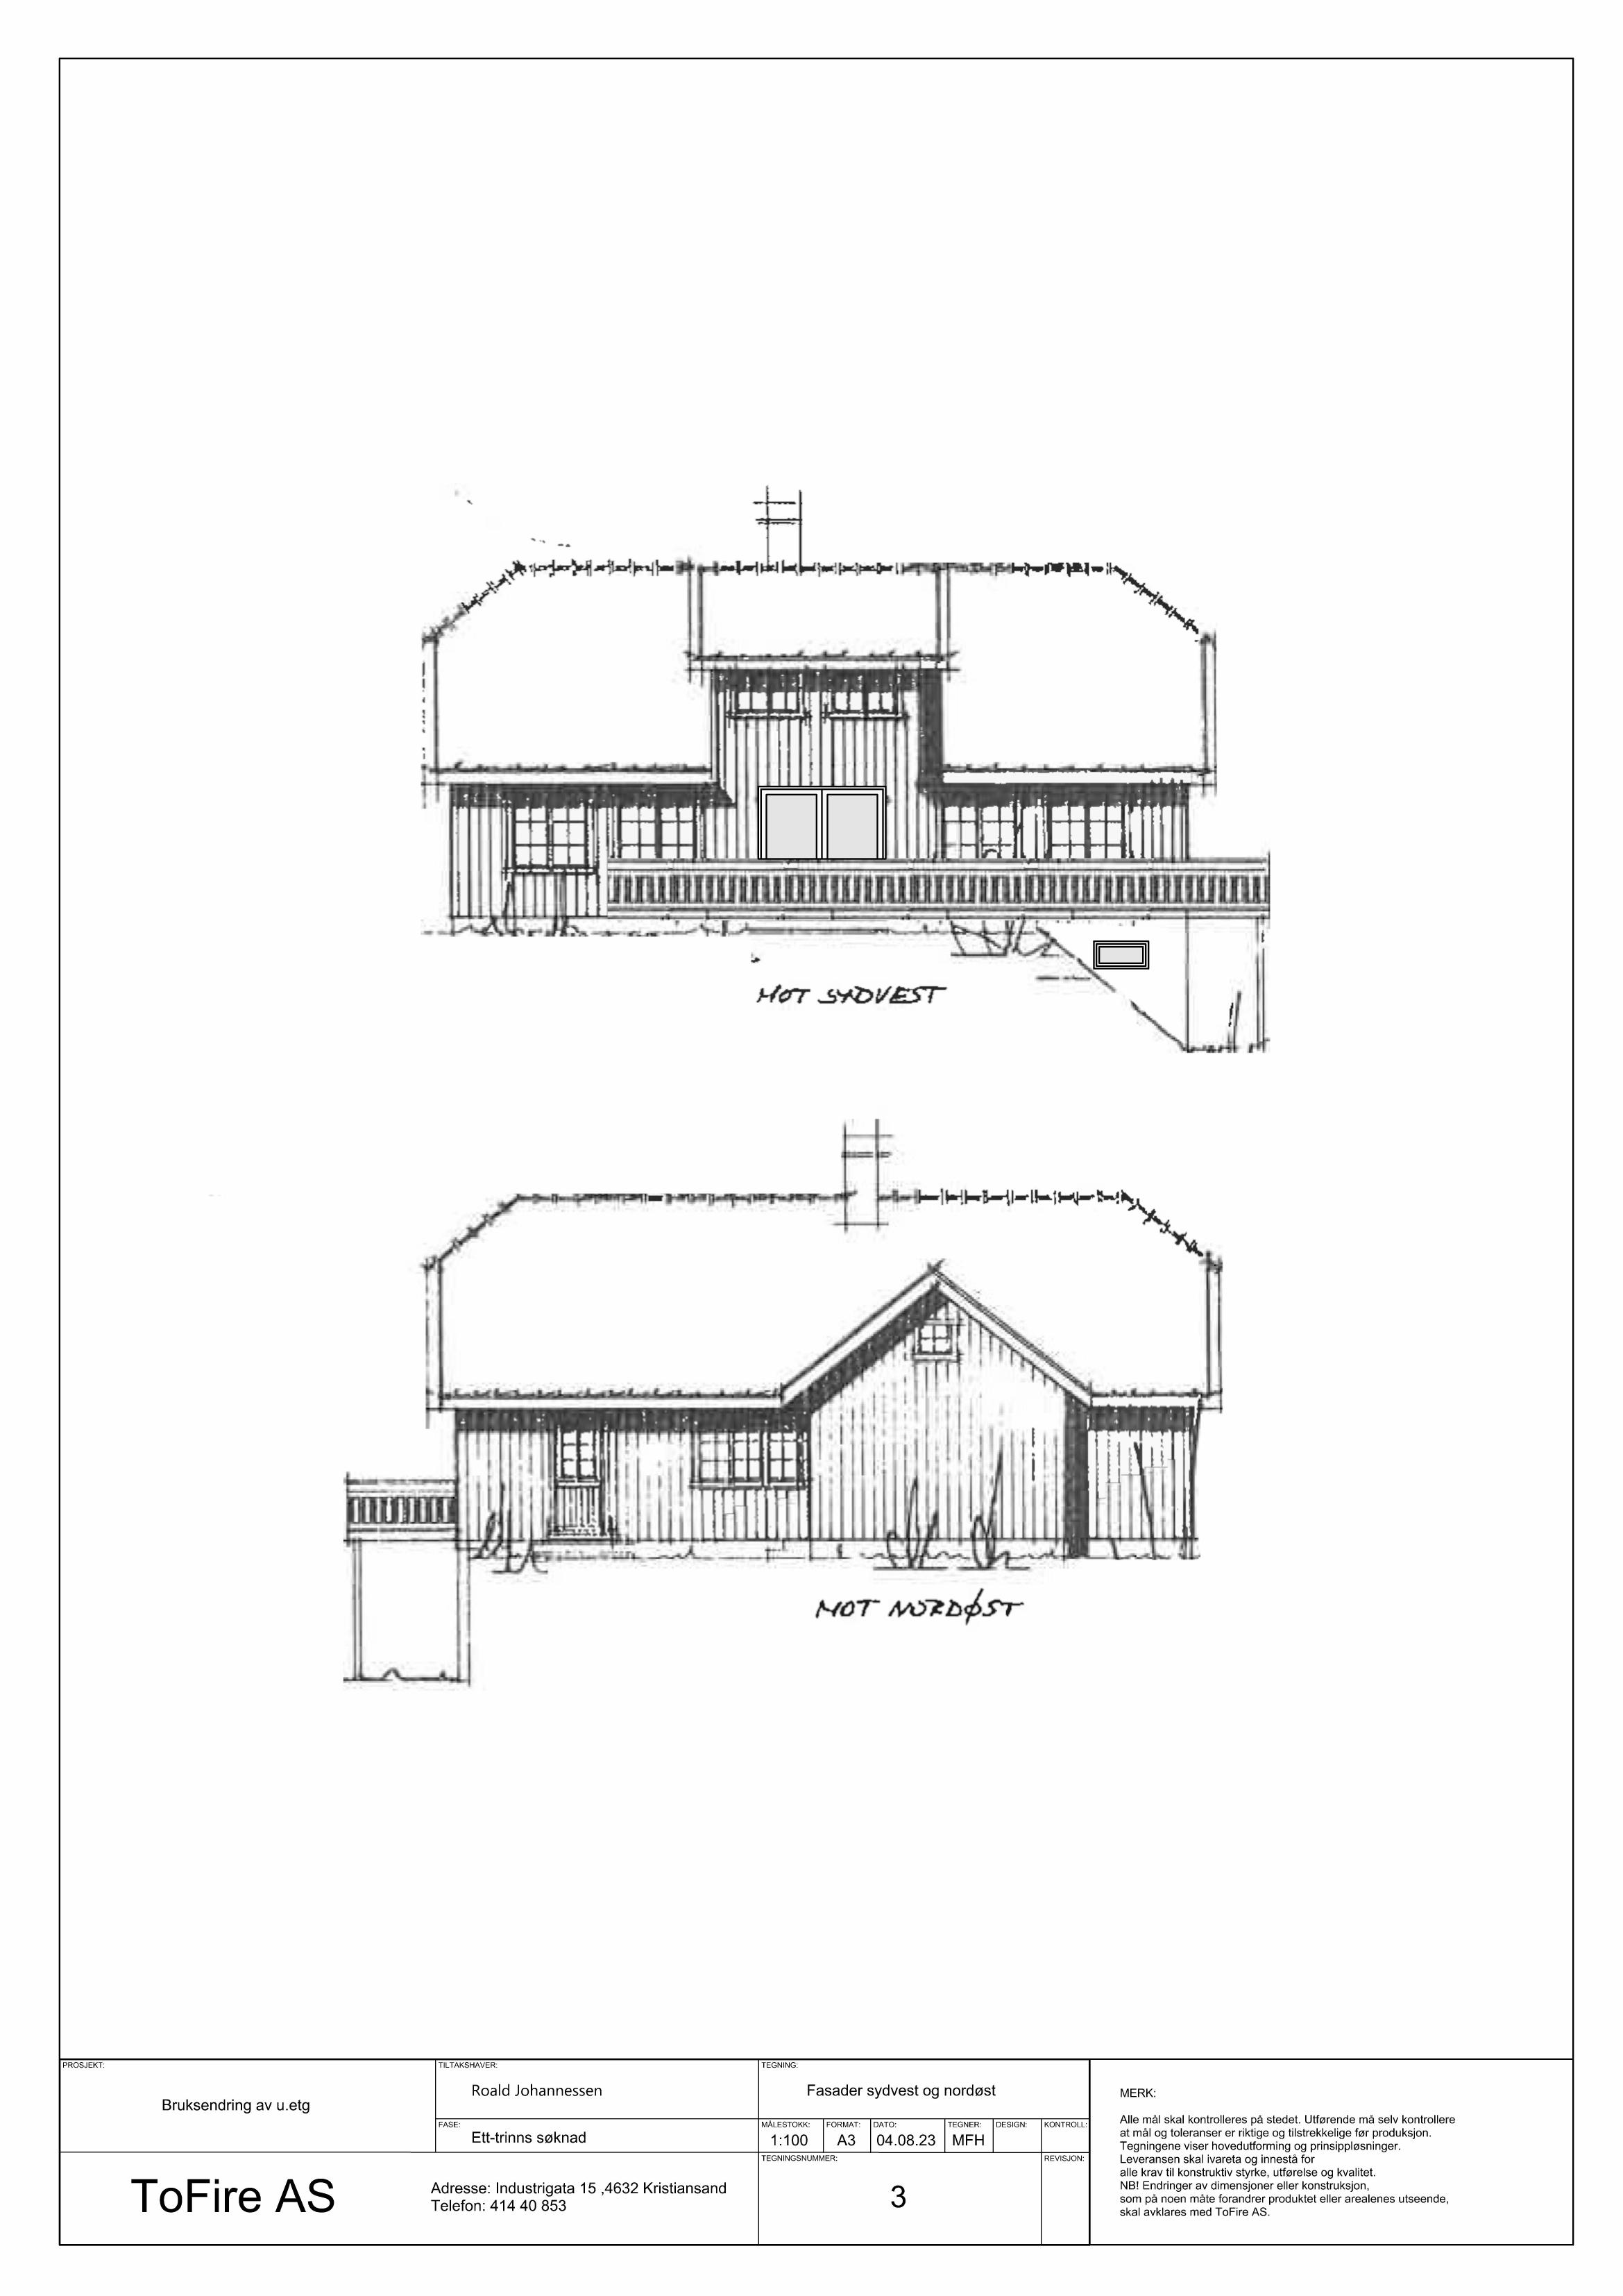 MOT SYDVEST
MOT NORDØST
PROSJEKT:
Bruksendring av u.etg
TILTAKSHAVER:
Roald Johannessen
FASE:
Ett-trinns søknad
TEGNING:
Fasader sydvest og nordøst
MÅLESTOKK: FORMAT: DATO: TEGNER: DESIGN: KONTROLL:
1:100 A3 04.08.23 MFH
ToFire AS
Adresse: Industrigata 15 ,4632 Kristiansand
Telefon: 414 40 853
TEGNINGSNUMMER:
3
REVISJON:
MERK:
Alle mål skal kontrolleres på stedet. Utførende må selv kontrollere
at mål og toleranser er riktige og tilstrekkelige før produksjon.
Tegningene viser hovedutforming og prinsippløsninger.
Leveransen skal ivareta og innestå for
alle krav til konstruktiv styrke, utførelse og kvalitet.
NB! Endringer av dimensjoner eller konstruksjon,
som på noen måte forandrer produktet eller arealenes utseende,
skal avklares med ToFire AS.